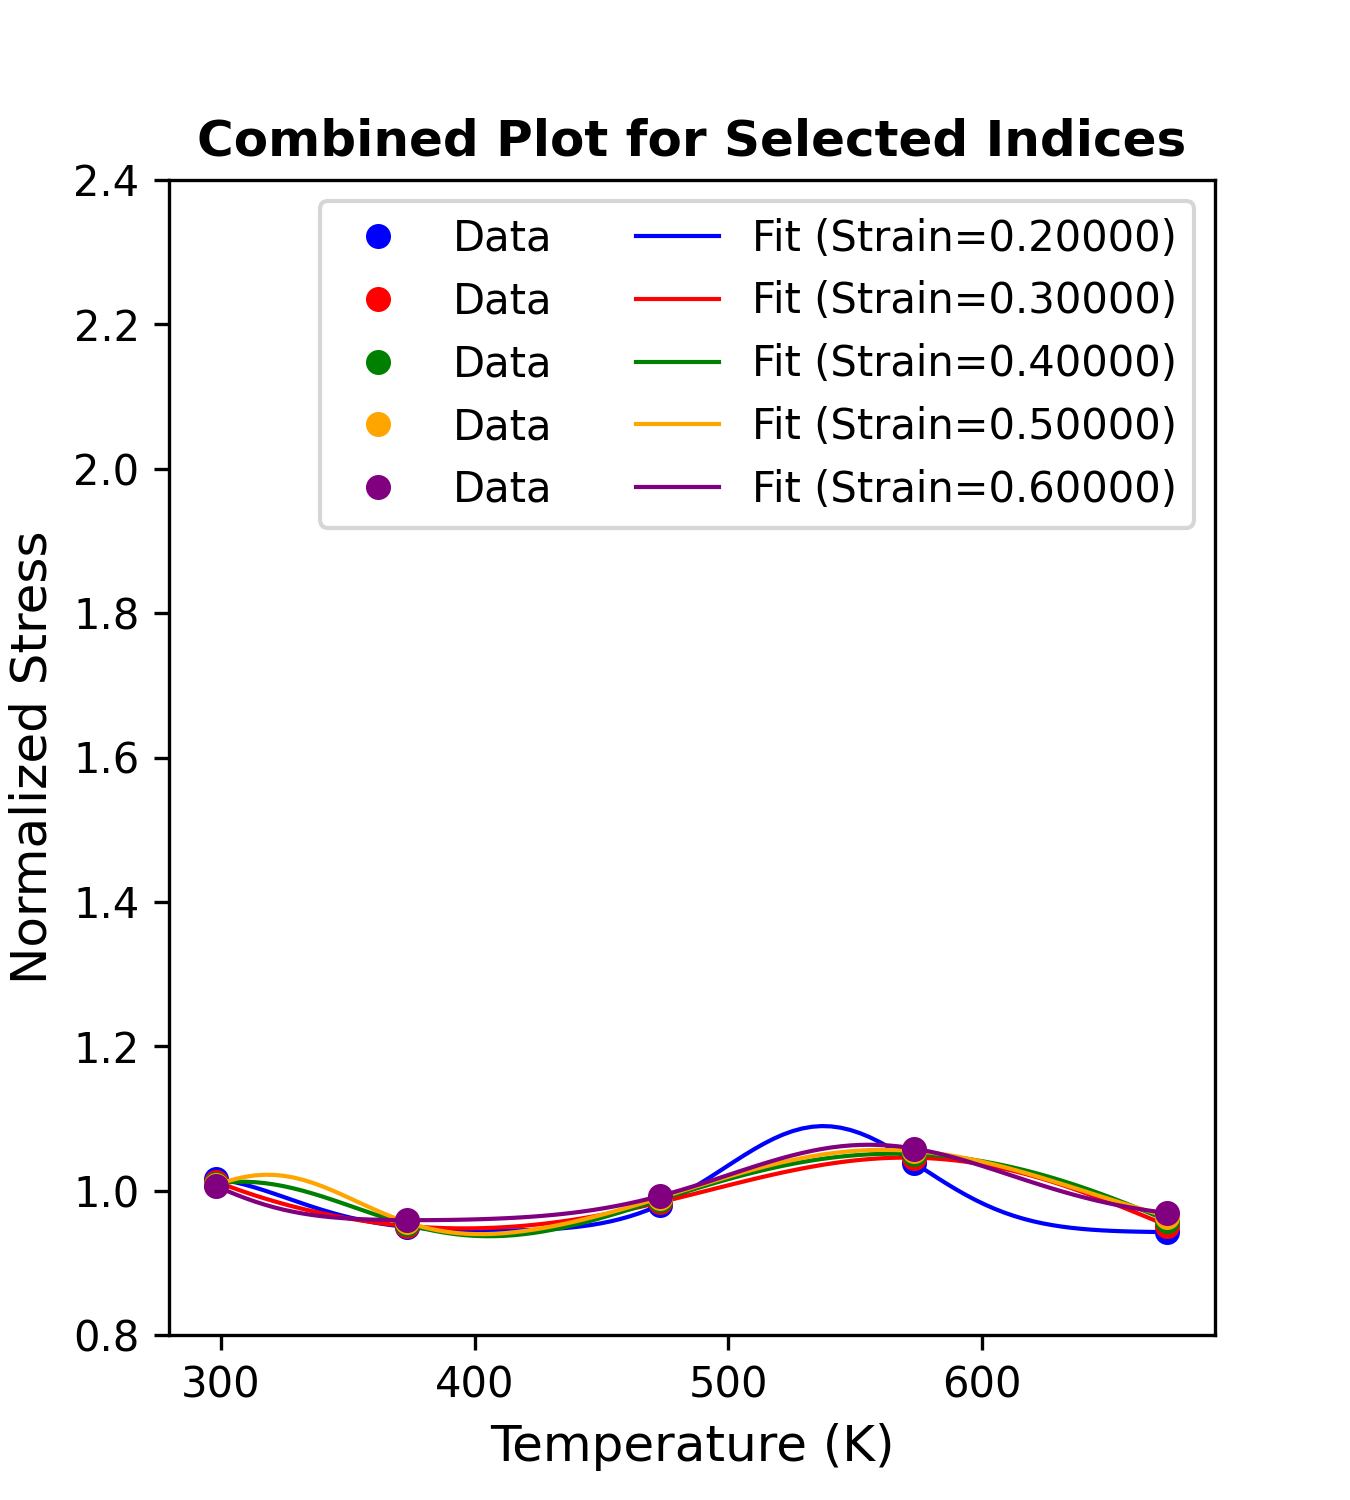 Combined Plot for Selected Indices
2.4
2.2
2.0
1.8
1.6
1.4
1.2
1.0
0.8
Normalized Stress
Data Fit (Strain=0.20000)
Data Fit (Strain=0.30000)
Data Fit (Strain=0.40000)
Data Fit (Strain=0.50000)
Data Fit (Strain=0.60000)
300 400 500 600
Temperature (K)